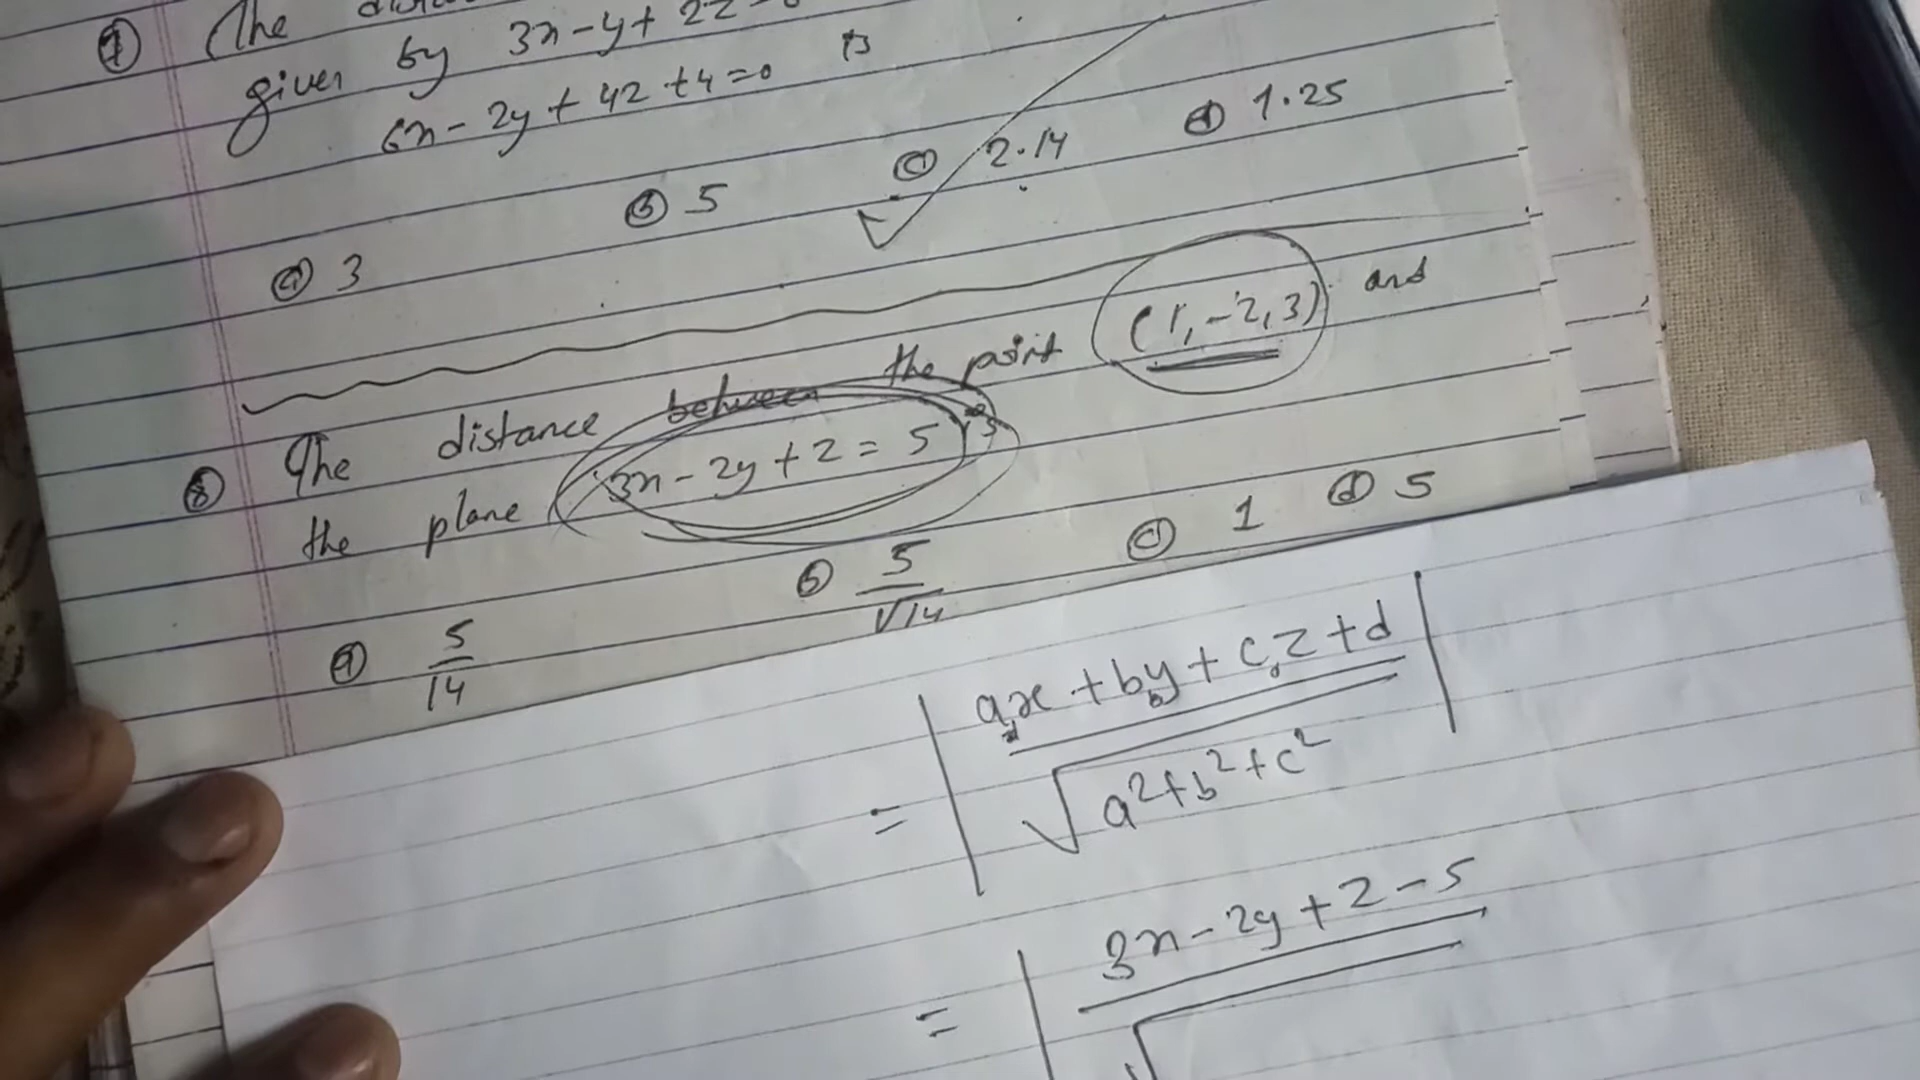 ⑦ The
given by 3x-y+2z
6x-2y+4z+4=0 is
ⓐ 3 ⓑ 5 ⓒ 2.14 ⓓ 1.25
⑧ The distance between the point (1,-2,3) and
the plane 3x-2y+z=5 is
ⓐ 5/14 ⓑ 5/√14 ⓒ 1 ⓓ 5
= |ax+by+cz+d
√a²+b²+c²|
= |3x-2y+z-5
√